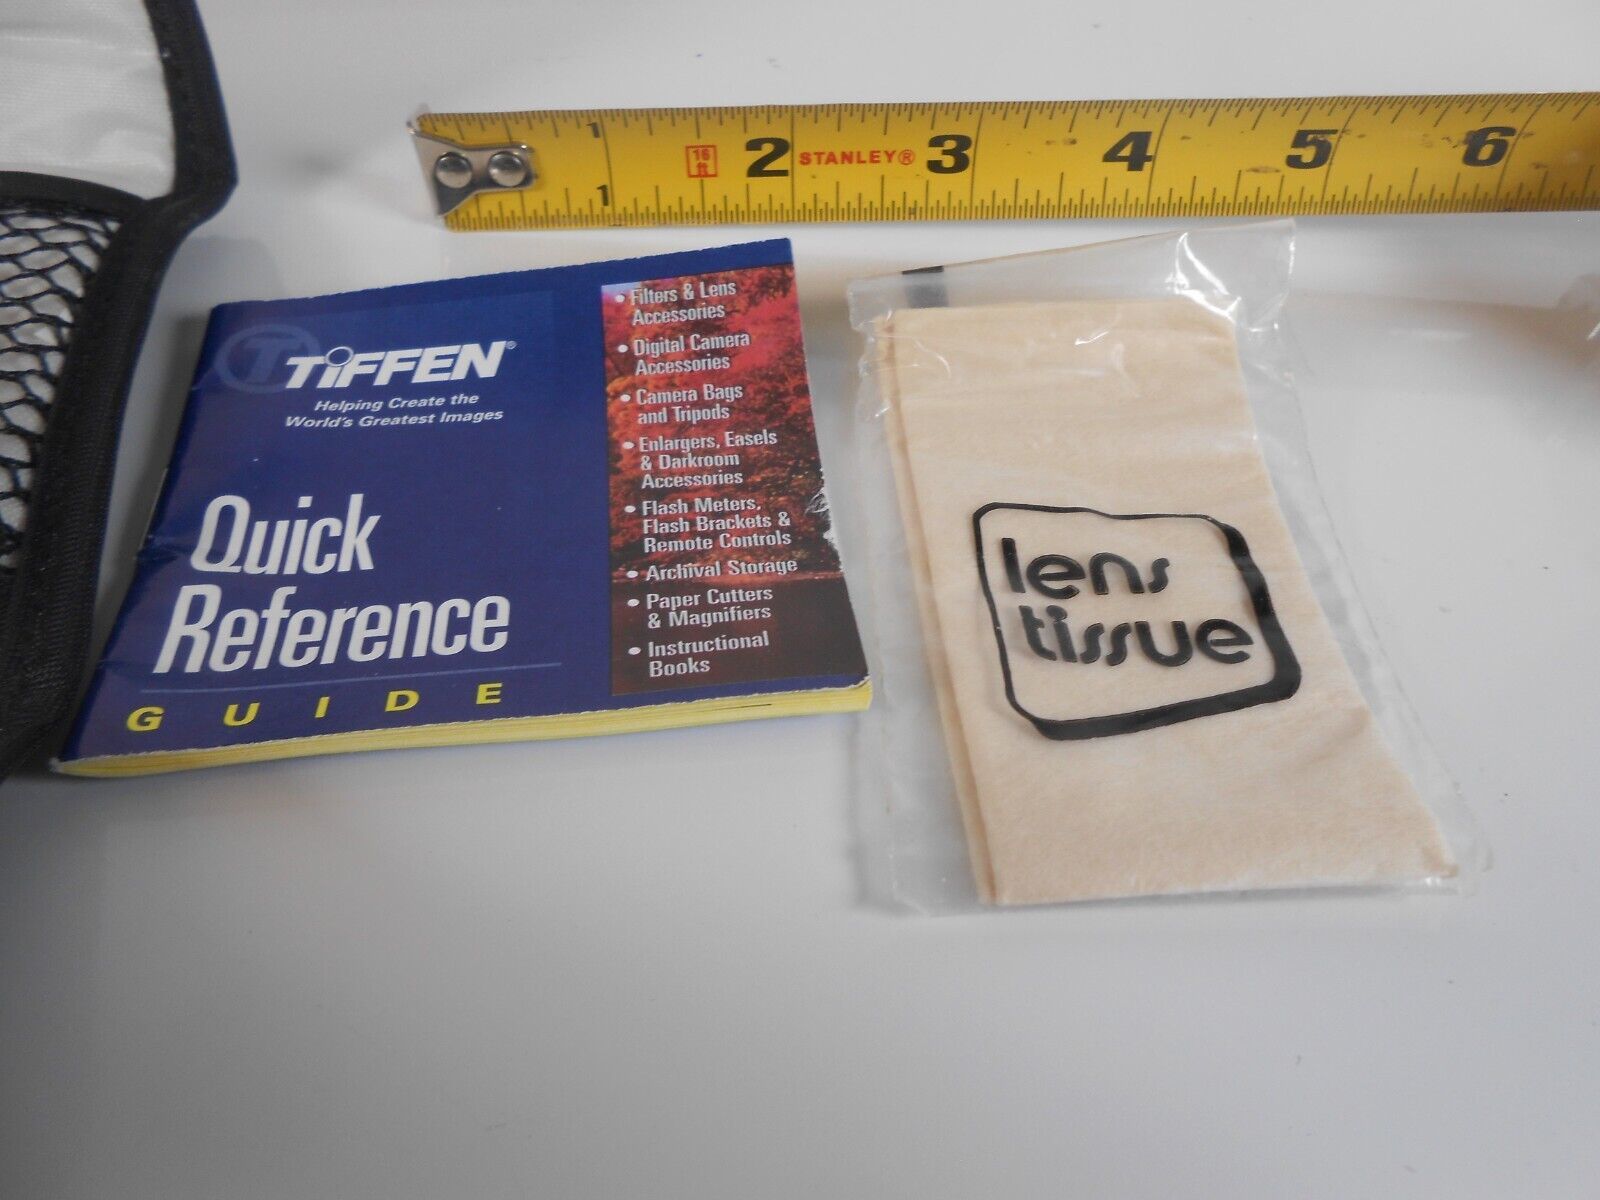 1 16 ft 2 STANLEY® 3 4 5 6
1
TIFFEN®
Helping Create the
World's Greatest Images
Quick
Reference
GUIDE
• Filters & Lens
Accessories
• Digital Camera
Accessories
• Camera Bags
and Tripods
• Enlargers, Easels
& Darkroom
Accessories
• Flash Meters,
Flash Brackets &
Remote Controls
• Archival Storage
• Paper Cutters
& Magnifiers
• Instructional
Books
lens
tissue